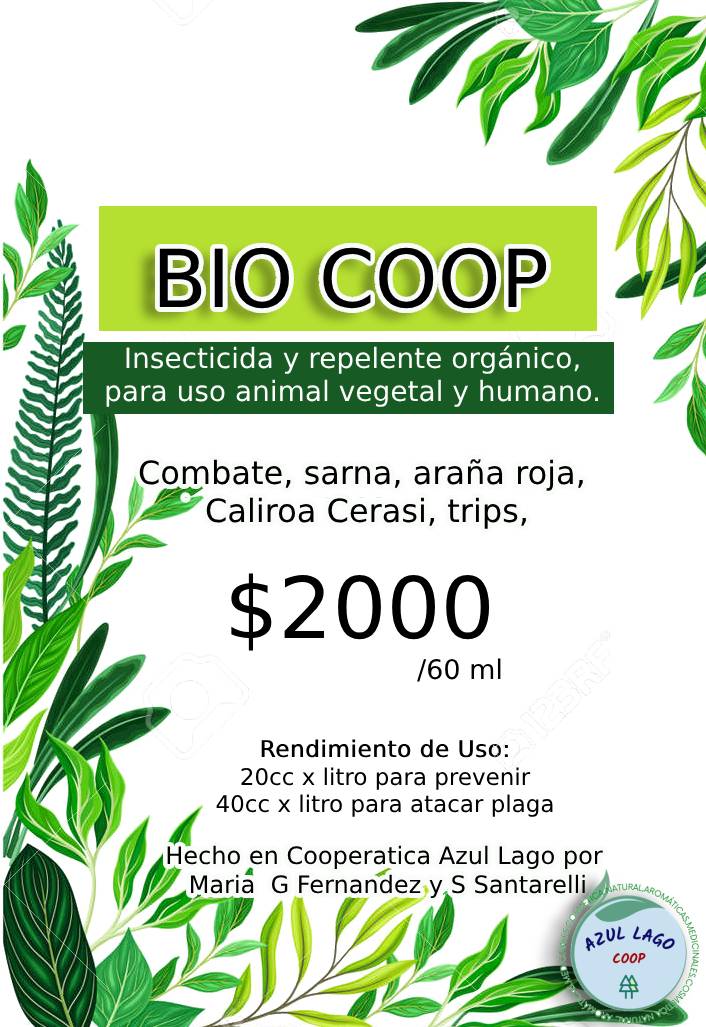 BIO COOP
Insecticida y repelente orgánico,
para uso animal vegetal y humano.
Combate, sarna, araña roja,
Caliroa Cerasi, trips,
$2000
/60 ml
Rendimiento de Uso:
20cc x litro para prevenir
40cc x litro para atacar plaga
Hecho en Cooperatica Azul Lago por
Maria G Fernandez y S Santarelli
AZUL LAGO
COOP
123RF